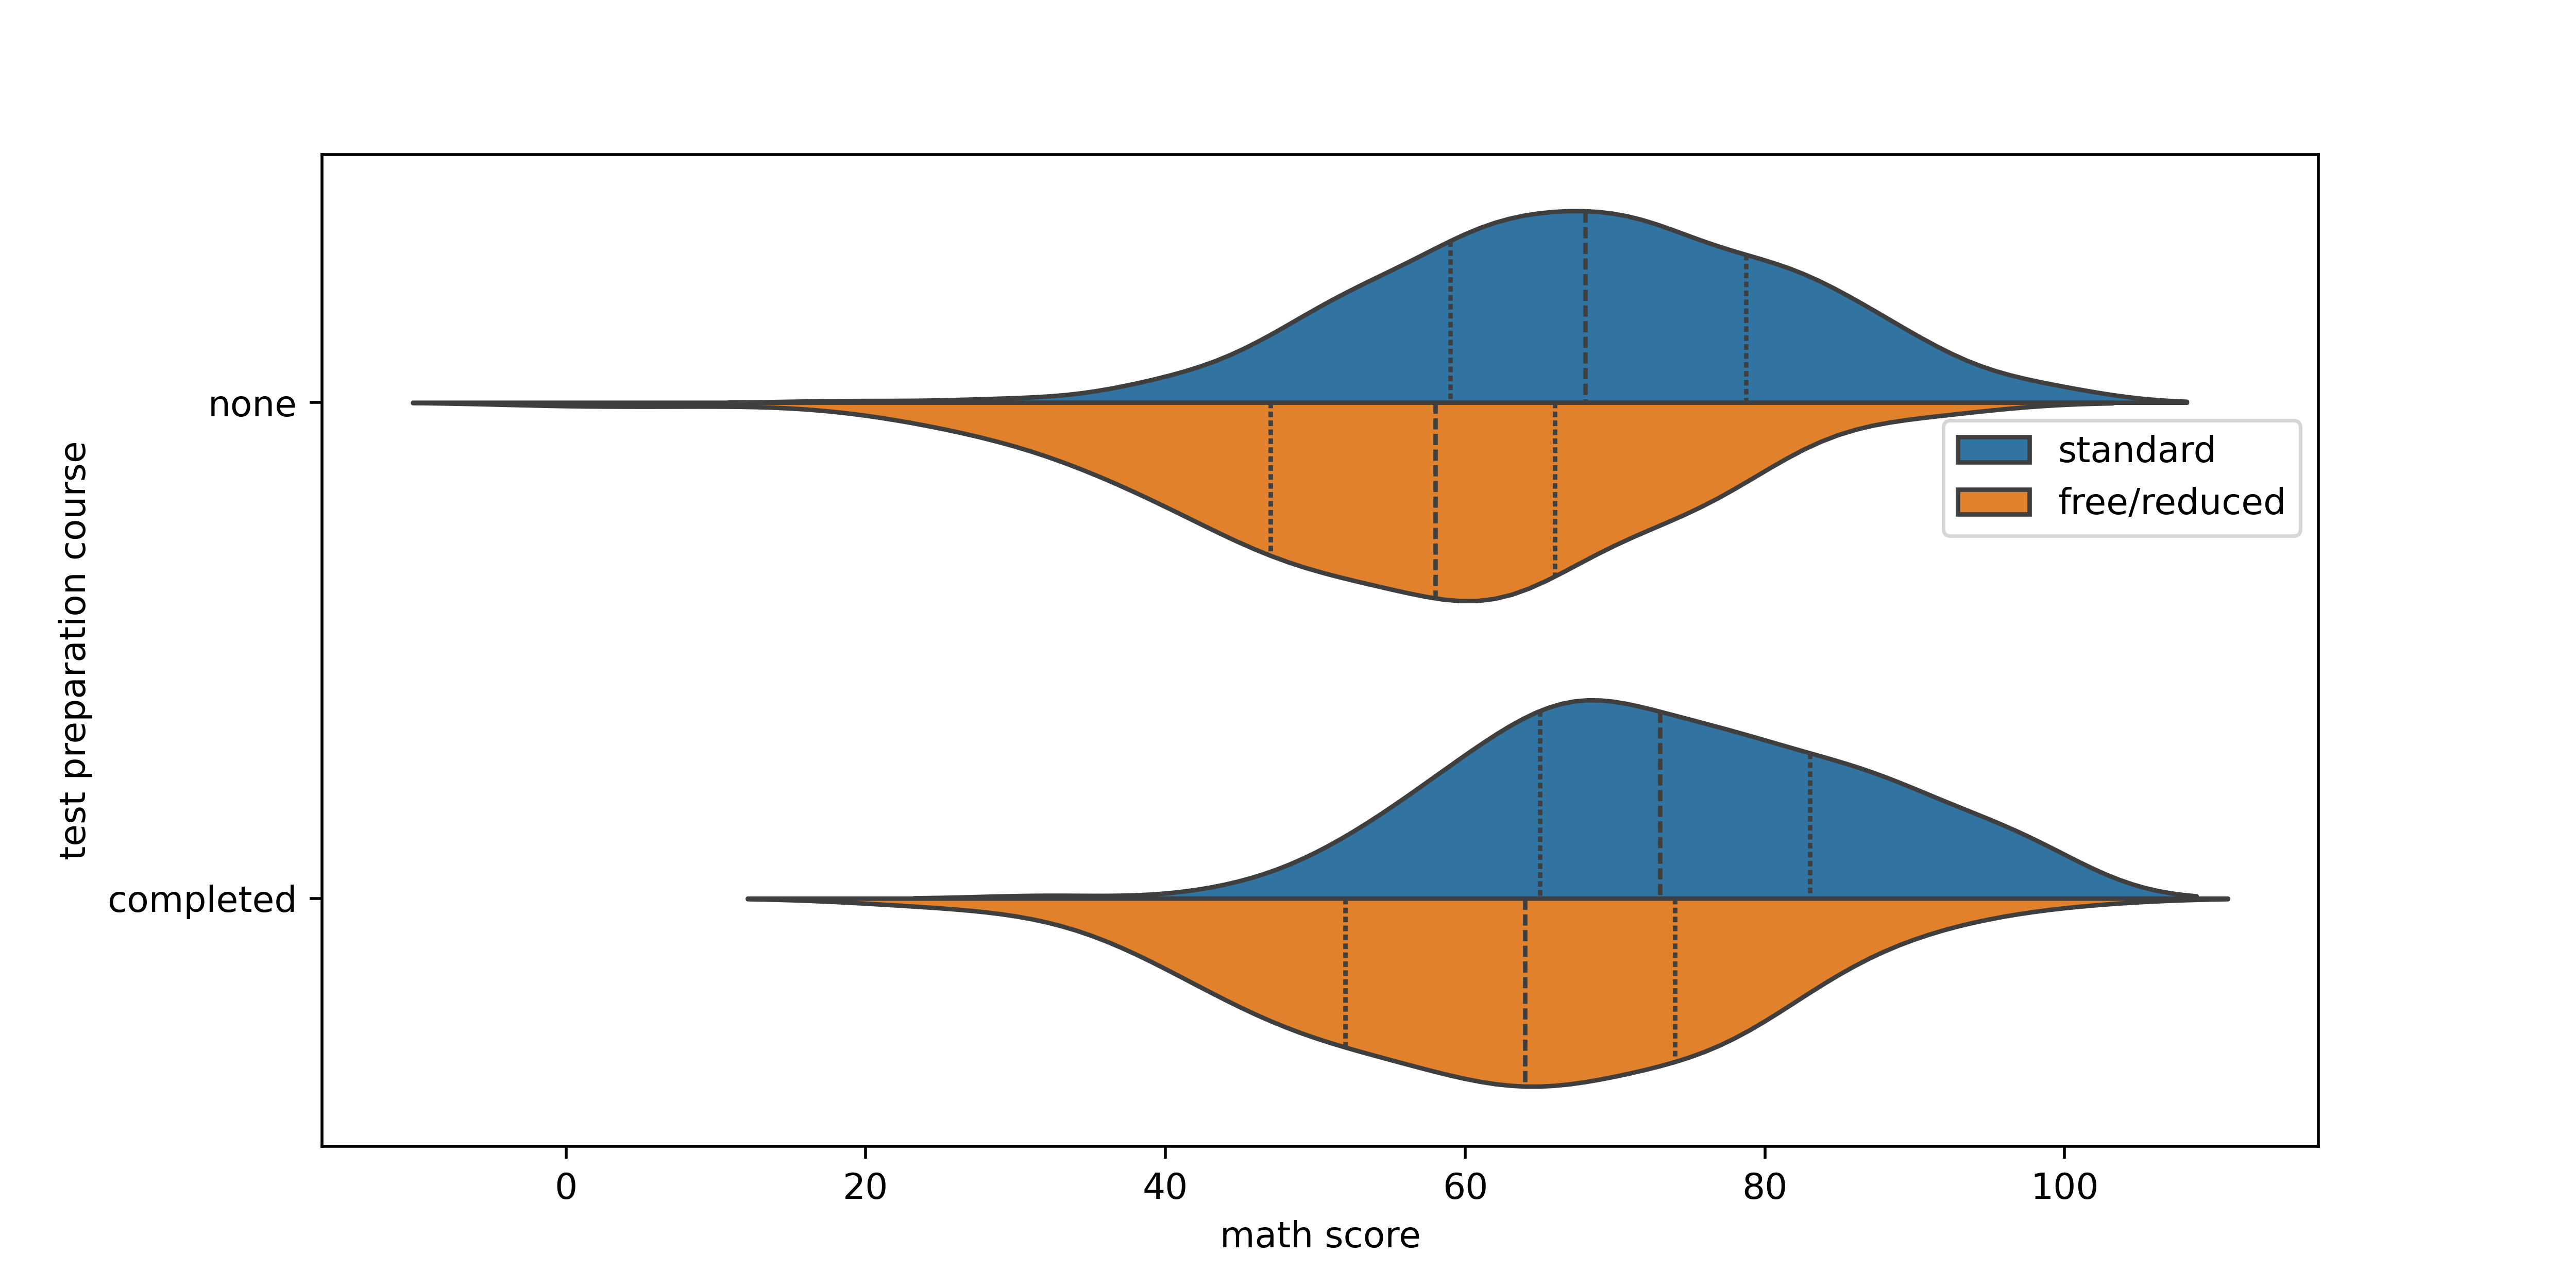 none
standard
free/reduced
test preparation course
completed
0 20 40 60 80 100
math score